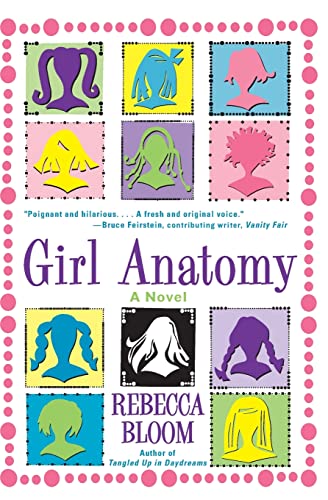 "Poignant and hilarious. . . . A fresh and original voice."
—Bruce Feirstein, contributing writer, Vanity Fair
Girl Anatomy
A Novel
REBECCA
BLOOM
Author of
Tangled Up in Daydreams